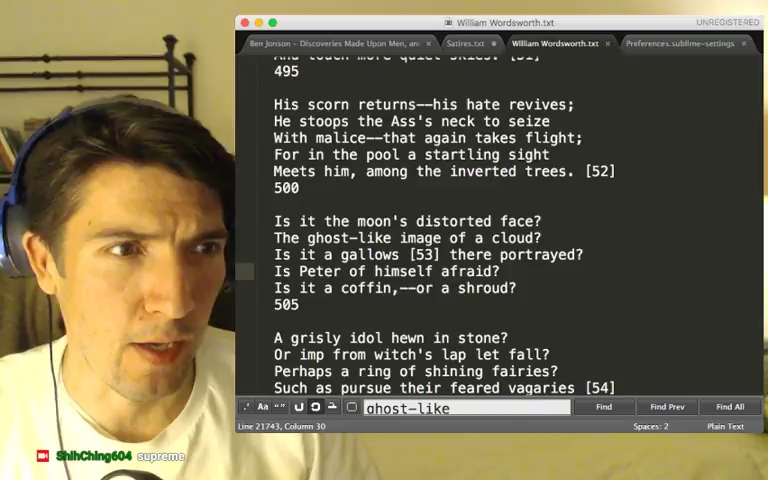 William Wordsworth.txt
UNREGISTERED
Ben Jonson – Discoveries Made Upon Men, an
Satires.txt
William Wordsworth.txt
Preferences.sublime-settings
And touch more quiet skies. [51]
495
His scorn returns--his hate revives;
He stoops the Ass's neck to seize
With malice--that again takes flight;
For in the pool a startling sight
Meets him, among the inverted trees. [52]
500
Is it the moon's distorted face?
The ghost-like image of a cloud?
Is it a gallows [53] there portrayed?
Is Peter of himself afraid?
Is it a coffin,--or a shroud?
505
A grisly idol hewn in stone?
Or imp from witch's lap let fall?
Perhaps a ring of shining fairies?
Such as pursue their feared vagaries [54]
.* Aa “”
ghost-like
Find
Find Prev
Find All
Line 21743, Column 30
Spaces: 2
Plain Text
ShihChing604 supreme